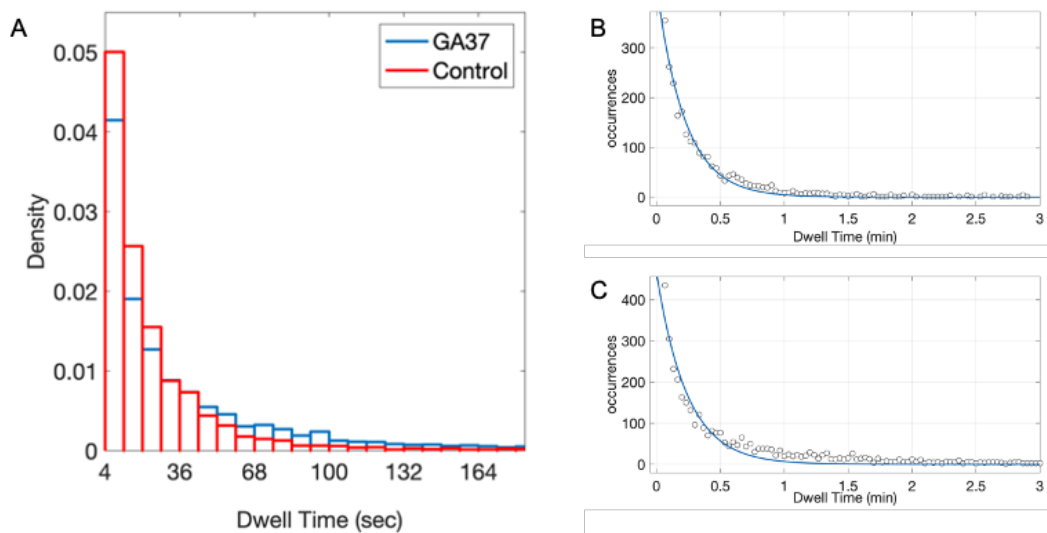 A
GA37
Control
0.05
0.04
0.03
0.02
0.01
0
Density
4 36 68 100 132 164
Dwell Time (sec)
B
300
200
100
0
occurrences
0 0.5 1 1.5 2 2.5 3
Dwell Time (min)
C
400
300
200
100
0
occurrences
0 0.5 1 1.5 2 2.5 3
Dwell Time (min)